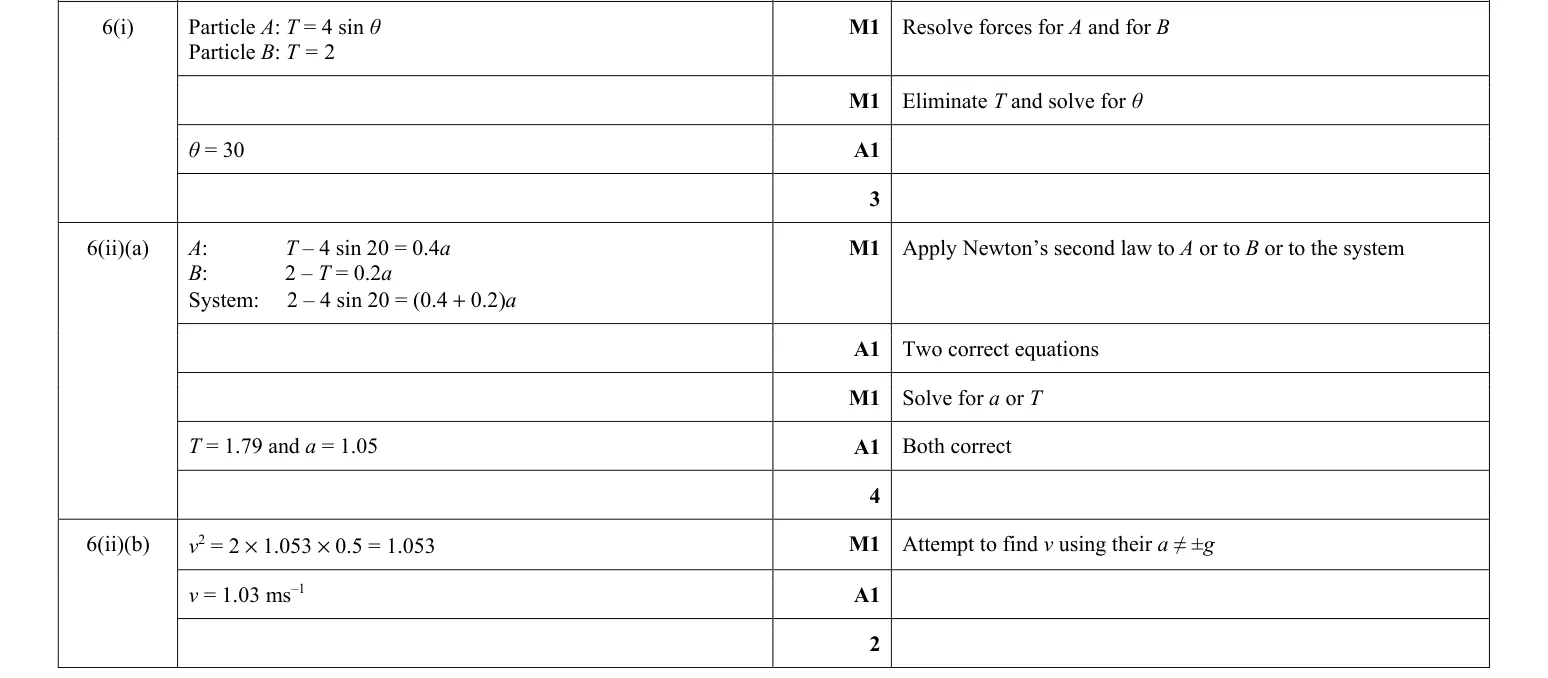 6(i) Particle A: T = 4 sin θ M1 Resolve forces for A and for B
Particle B: T = 2
M1 Eliminate T and solve for θ
θ = 30 A1
3
6(ii)(a) A: T – 4 sin 20 = 0.4a M1 Apply Newton’s second law to A or to B or to the system
B: 2 – T = 0.2a
System: 2 – 4 sin 20 = (0.4 + 0.2)a
A1 Two correct equations
M1 Solve for a or T
T = 1.79 and a = 1.05 A1 Both correct
4
6(ii)(b) v² = 2 × 1.053 × 0.5 = 1.053 M1 Attempt to find v using their a ≠ ±g
v = 1.03 ms⁻¹ A1
2